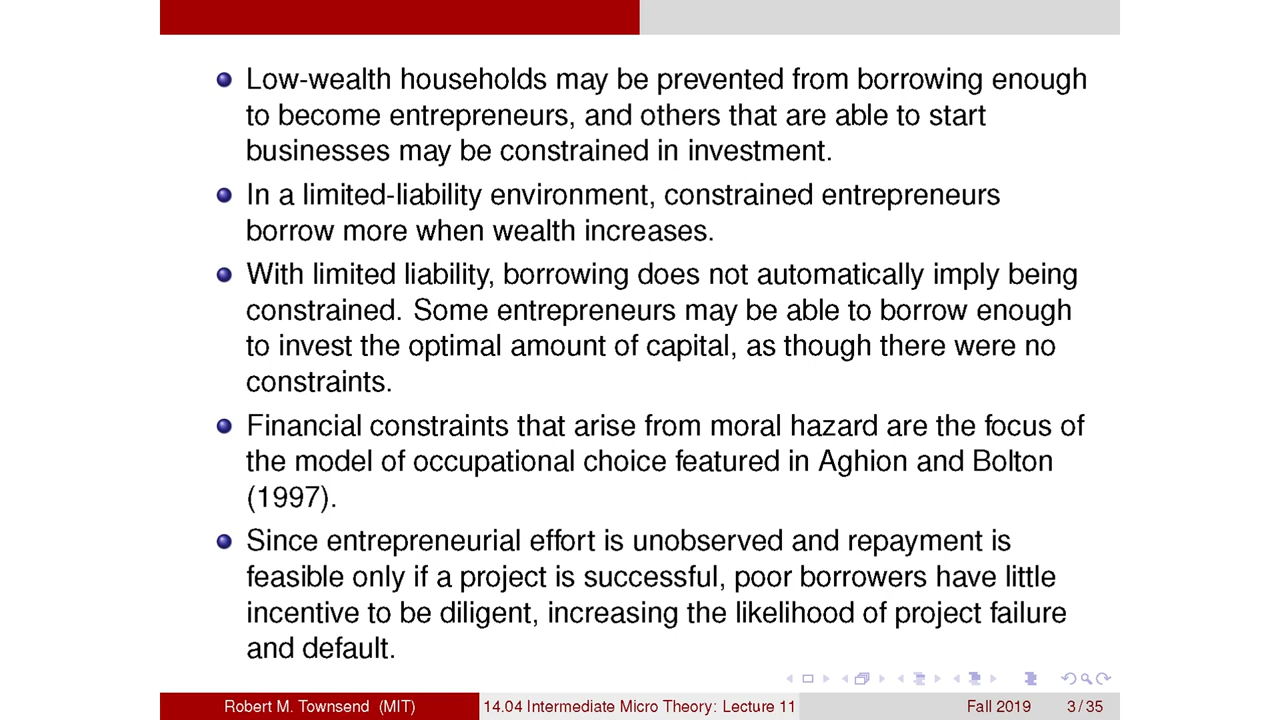 Low-wealth households may be prevented from borrowing enough
to become entrepreneurs, and others that are able to start
businesses may be constrained in investment.
In a limited-liability environment, constrained entrepreneurs
borrow more when wealth increases.
With limited liability, borrowing does not automatically imply being
constrained. Some entrepreneurs may be able to borrow enough
to invest the optimal amount of capital, as though there were no
constraints.
Financial constraints that arise from moral hazard are the focus of
the model of occupational choice featured in Aghion and Bolton
(1997).
Since entrepreneurial effort is unobserved and repayment is
feasible only if a project is successful, poor borrowers have little
incentive to be diligent, increasing the likelihood of project failure
and default.
Robert M. Townsend (MIT) 14.04 Intermediate Micro Theory: Lecture 11 Fall 2019 3 / 35